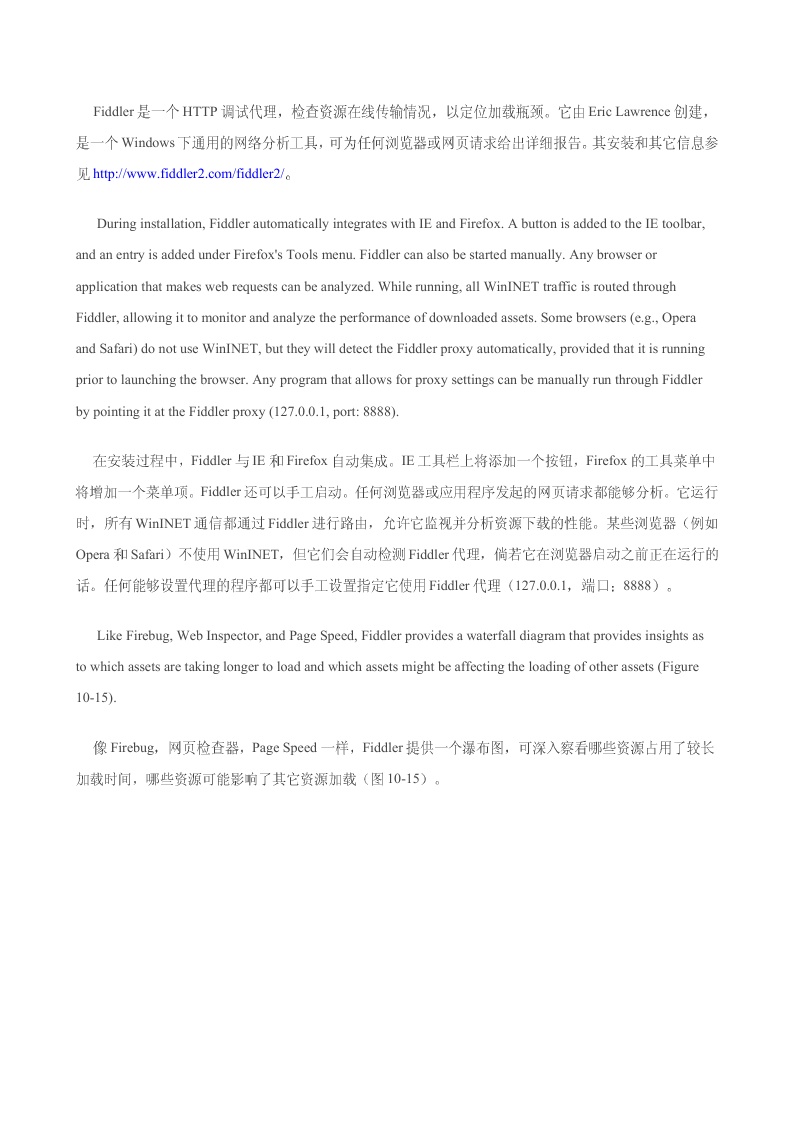 Fiddler 是一个 HTTP 调试代理，检查资源在线传输情况，以定位加载瓶颈。它由 Eric Lawrence 创建，
是一个 Windows 下通用的网络分析工具，可为任何浏览器或网页请求给出详细报告。其安装和其它信息参
见 http://www.fiddler2.com/fiddler2/。
During installation, Fiddler automatically integrates with IE and Firefox. A button is added to the IE toolbar,
and an entry is added under Firefox's Tools menu. Fiddler can also be started manually. Any browser or
application that makes web requests can be analyzed. While running, all WinINET traffic is routed through
Fiddler, allowing it to monitor and analyze the performance of downloaded assets. Some browsers (e.g., Opera
and Safari) do not use WinINET, but they will detect the Fiddler proxy automatically, provided that it is running
prior to launching the browser. Any program that allows for proxy settings can be manually run through Fiddler
by pointing it at the Fiddler proxy (127.0.0.1, port: 8888).
在安装过程中，Fiddler 与 IE 和 Firefox 自动集成。IE 工具栏上将添加一个按钮，Firefox 的工具菜单中
将增加一个菜单项。Fiddler 还可以手工启动。任何浏览器或应用程序发起的网页请求都能够分析。它运行
时，所有 WinINET 通信都通过 Fiddler 进行路由，允许它监视并分析资源下载的性能。某些浏览器（例如
Opera 和 Safari）不使用 WinINET，但它们会自动检测 Fiddler 代理，倘若它在浏览器启动之前正在运行的
话。任何能够设置代理的程序都可以手工设置指定它使用 Fiddler 代理（127.0.0.1，端口：8888）。
Like Firebug, Web Inspector, and Page Speed, Fiddler provides a waterfall diagram that provides insights as
to which assets are taking longer to load and which assets might be affecting the loading of other assets (Figure
10-15).
像 Firebug，网页检查器，Page Speed 一样，Fiddler 提供一个瀑布图，可深入察看哪些资源占用了较长
加载时间，哪些资源可能影响了其它资源加载（图 10-15）。